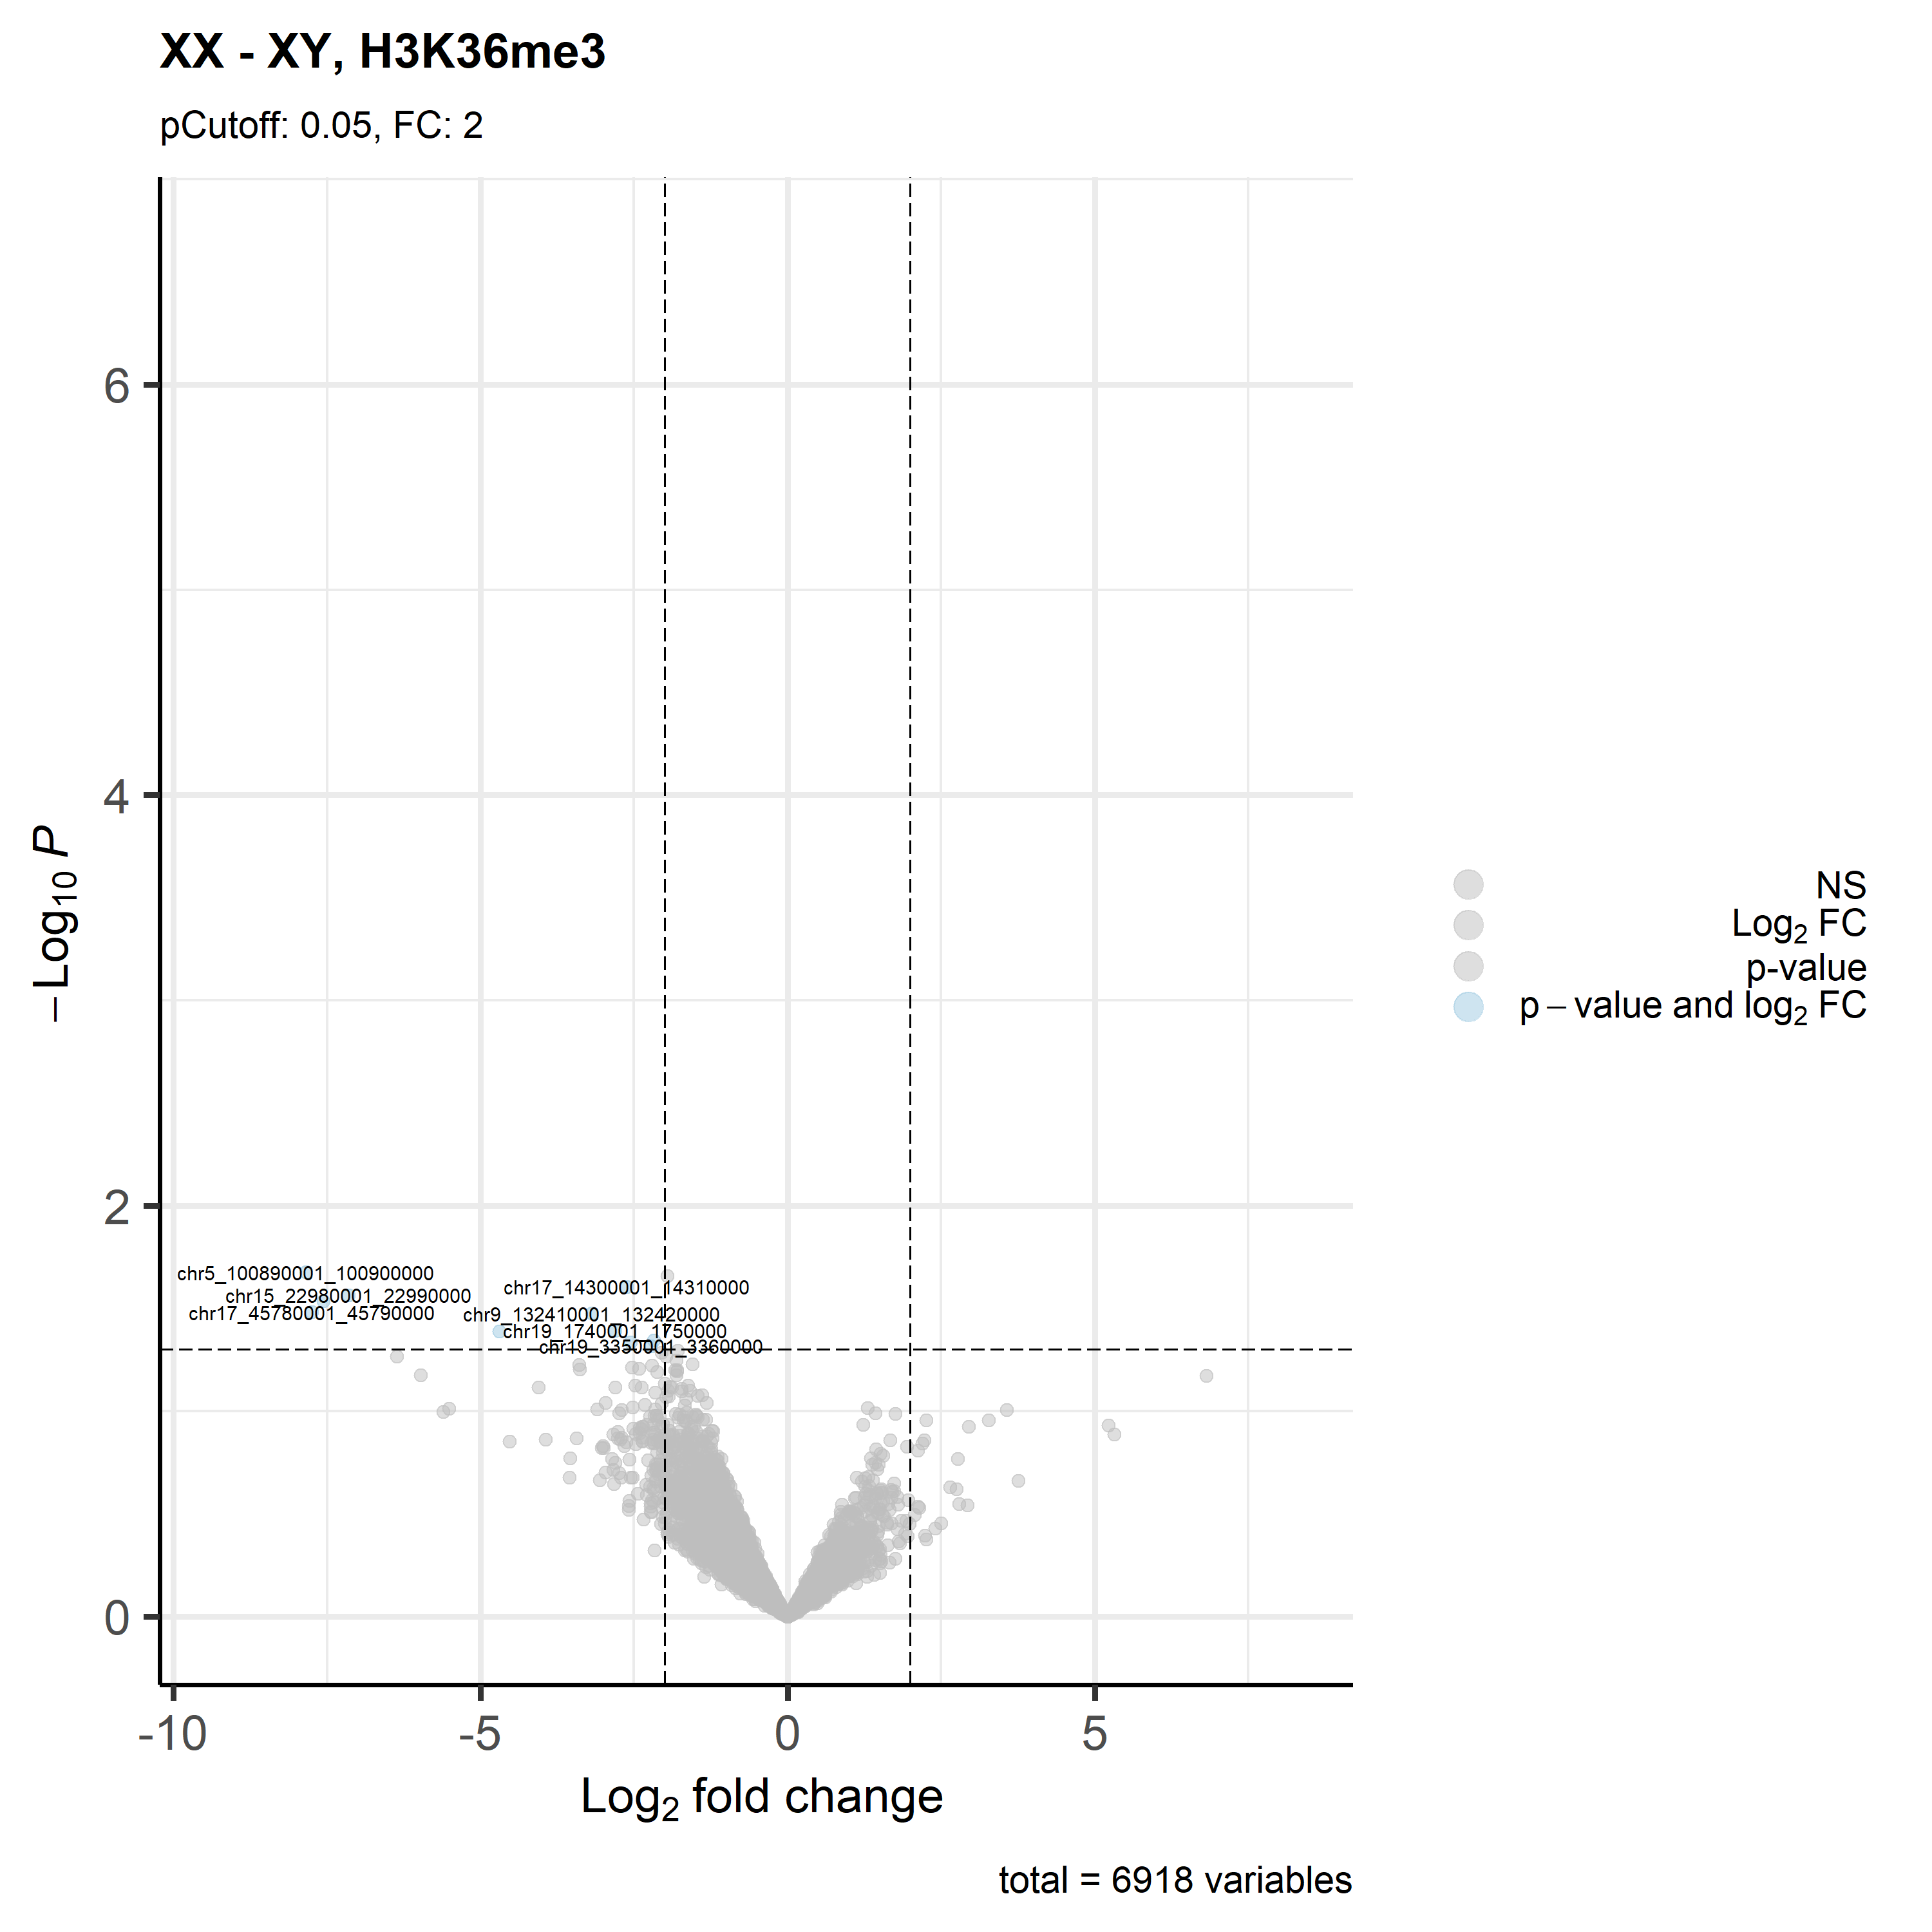 XX - XY, H3K36me3
pCutoff: 0.05, FC: 2
6
4
2
0
−Log10 P
chr5_100890001_100900000
chr15_22980001_22990000
chr17_45780001_45790000
chr17_14300001_14310000
chr9_132410001_132420000
chr19_1740001_1750000
chr19_3350001_3360000
-10
-5
0
5
Log2 fold change
NS
Log2 FC
p-value
p − value and log2 FC
total = 6918 variables